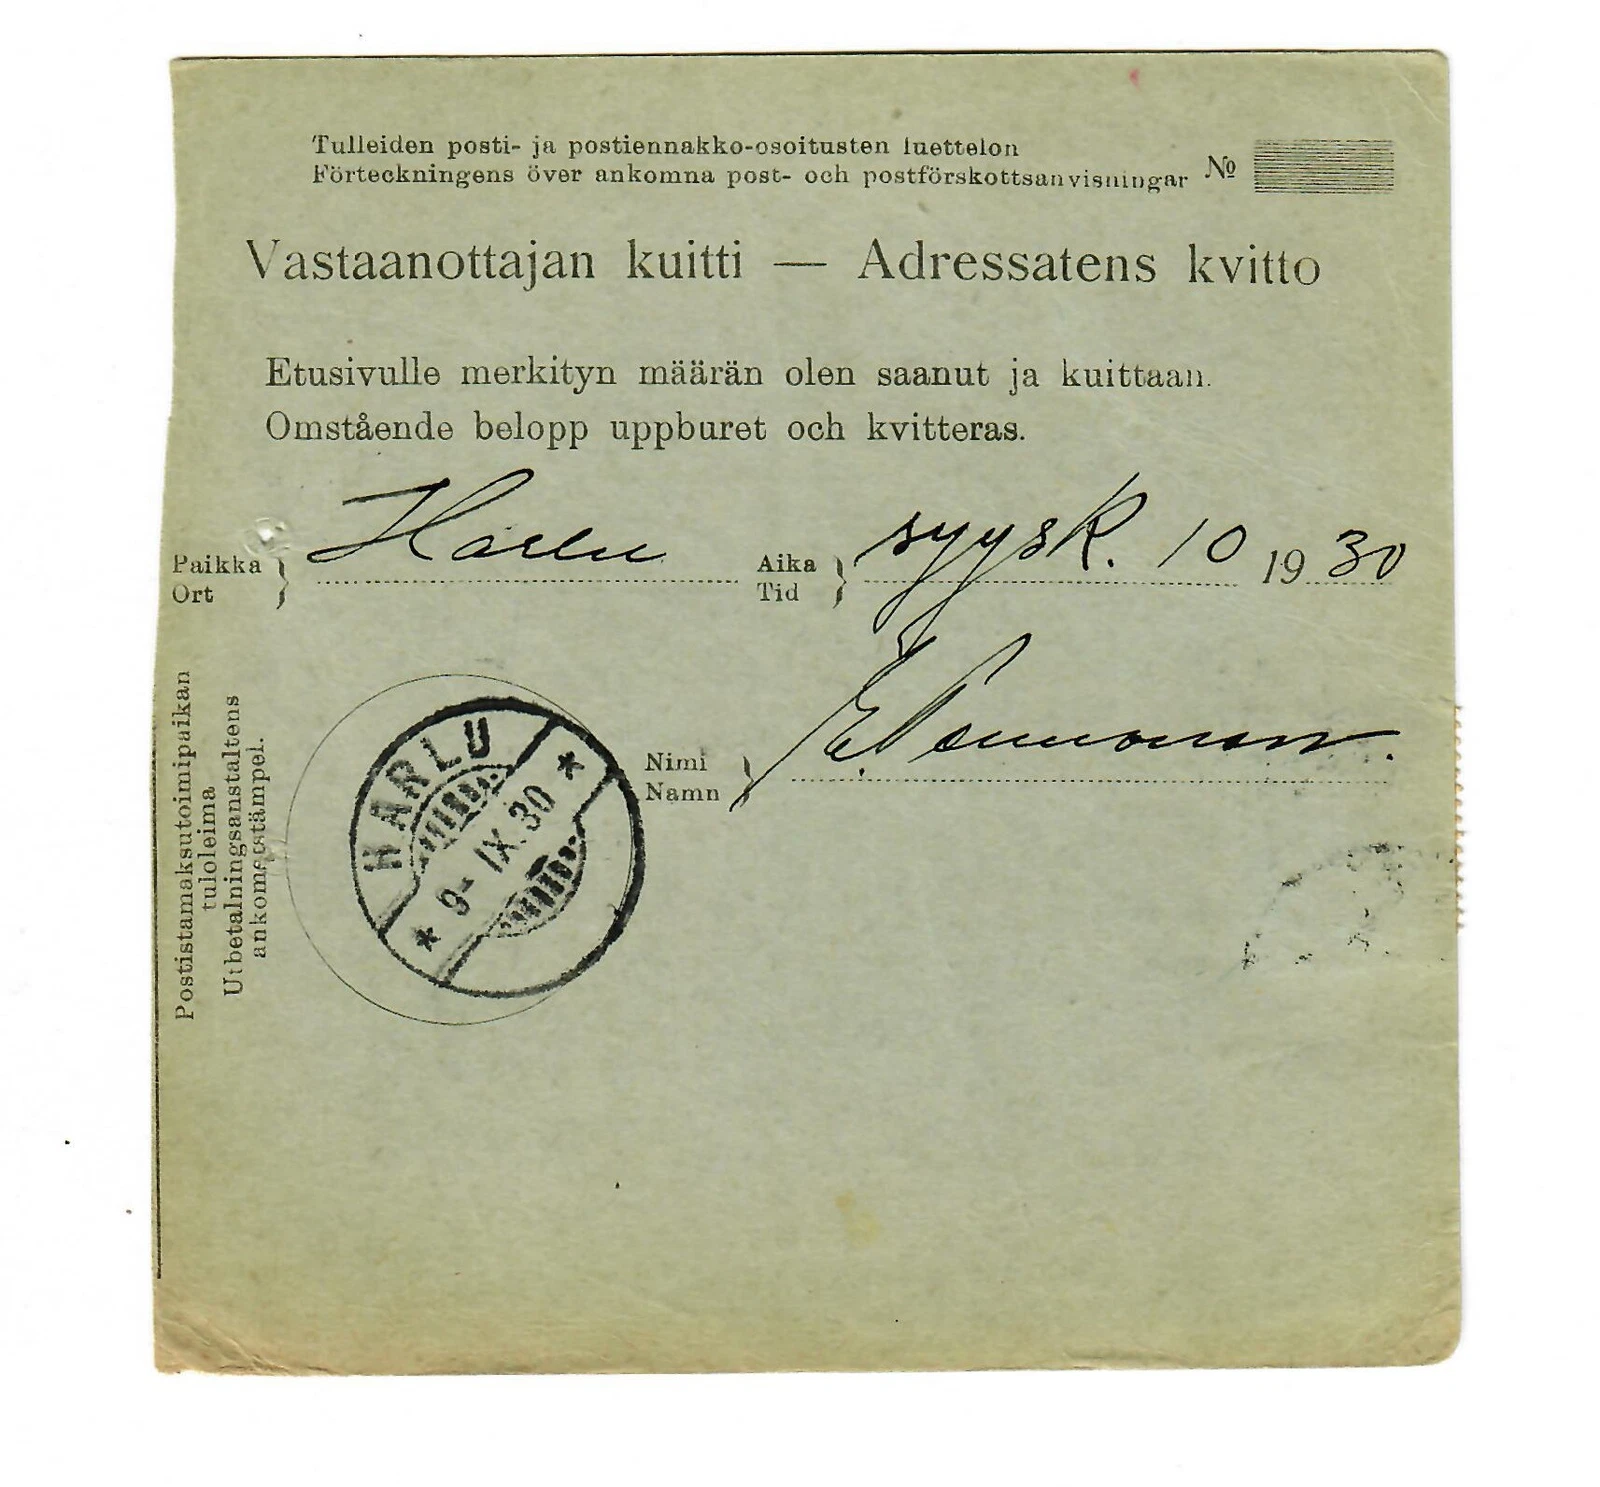 Tulleiden posti- ja postiennakko-osoitusten luettelon
Förteckningens över ankomna post- och postförskottsanvisningar № 
Vastaanottajan kuitti — Adressatens kvitto
Etusivulle merkityn määrän olen saanut ja kuittaan.
Omstående belopp uppburet och kvitteras.
Paikka Harlu Aika syysk. 10 1930
Ort Tid
Nimi
Namn
Postistamaksutoimipaikan
tuloleima
Utbetalningsanstaltens
ankomststämpel.
HARLU
9-IX.30